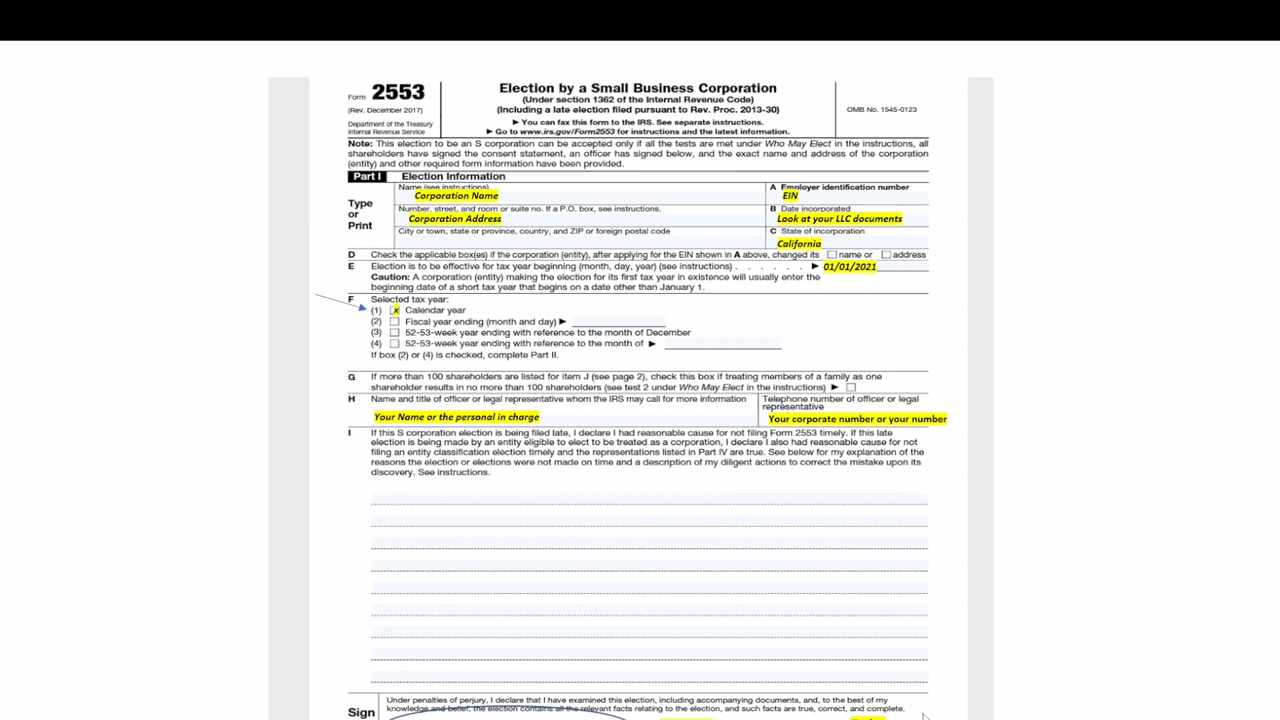 Form 2553
(Rev. December 2017)
Department of the Treasury
Internal Revenue Service
Election by a Small Business Corporation
(Under section 1362 of the Internal Revenue Code)
(Including a late election filed pursuant to Rev. Proc. 2013-30)
▶ You can fax this form to the IRS. See separate instructions.
▶ Go to www.irs.gov/Form2553 for instructions and the latest information.
OMB No. 1545-0123
Note: This election to be an S corporation can be accepted only if all the tests are met under Who May Elect in the instructions, all
shareholders have signed the consent statement, an officer has signed below, and the exact name and address of the corporation
(entity) and other required form information have been provided.
Part I Election Information
Type
or
Print
Name (see instructions)
Corporation Name
A Employer identification number
EIN
Number, street, and room or suite no. If a P.O. box, see instructions.
Corporation Address
B Date incorporated
Look at your LLC documents
City or town, state or province, country, and ZIP or foreign postal code
C State of incorporation
California
D Check the applicable box(es) if the corporation (entity), after applying for the EIN shown in A above, changed its name or address
E Election is to be effective for tax year beginning (month, day, year) (see instructions) . . . . . . ▶ 01/01/2021
Caution: A corporation (entity) making the election for its first tax year in existence will usually enter the
beginning date of a short tax year that begins on a date other than January 1.
F Selected tax year:
(1) x Calendar year
(2) Fiscal year ending (month and day) ▶
(3) 52-53-week year ending with reference to the month of December
(4) 52-53-week year ending with reference to the month of ▶
If box (2) or (4) is checked, complete Part II.
G If more than 100 shareholders are listed for item J (see page 2), check this box if treating members of a family as one
shareholder results in no more than 100 shareholders (see test 2 under Who May Elect in the instructions) ▶
H Name and title of officer or legal representative whom the IRS may call for more information
Your Name or the personal in charge
Telephone number of officer or legal
representative
Your corporate number or your number
I If this S corporation election is being filed late, I declare I had reasonable cause for not filing Form 2553 timely. If this late
election is being made by an entity eligible to elect to be treated as a corporation, I declare I also had reasonable cause for not
filing an entity classification election timely and the representations listed in Part IV are true. See below for my explanation of the
reasons the election or elections were not made on time and a description of my diligent actions to correct the mistake upon its
discovery. See instructions.
Sign
Under penalties of perjury, I declare that I have examined this election, including accompanying documents, and, to the best of my
knowledge and belief, the election contains all the relevant facts relating to the election, and such facts are true, correct, and complete.